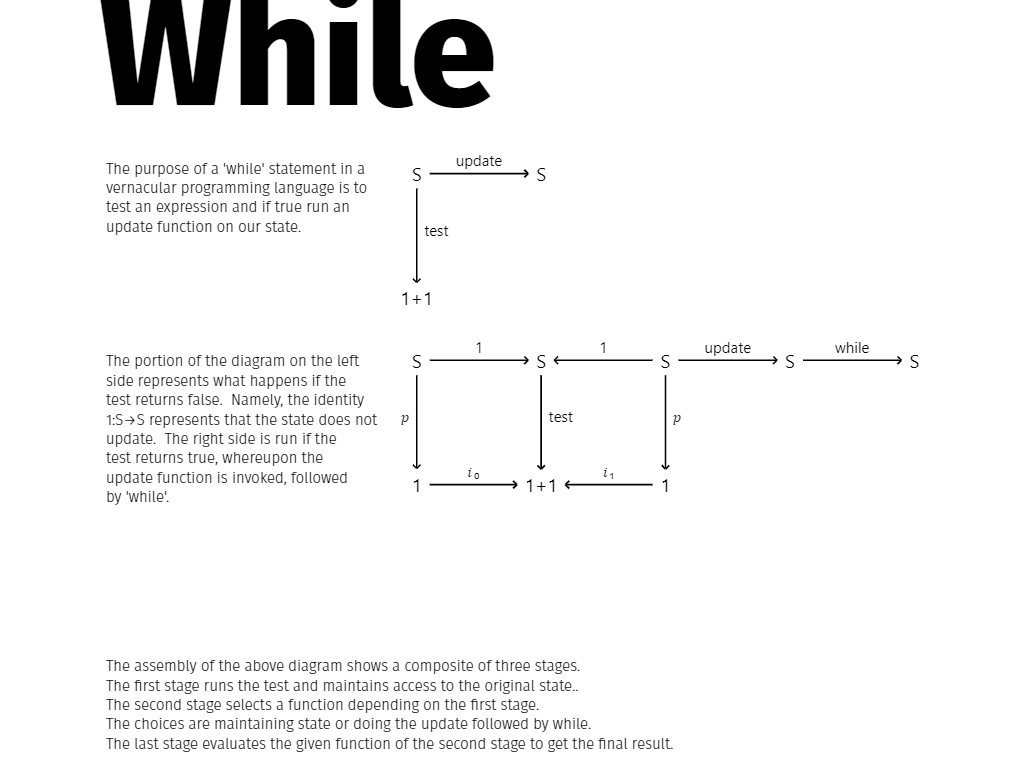 While
The purpose of a 'while' statement in a
vernacular programming language is to
test an expression and if true run an
update function on our state.
S update S
test
1+1
The portion of the diagram on the left
side represents what happens if the
test returns false. Namely, the identity
1:S→S represents that the state does not
update. The right side is run if the
test returns true, whereupon the
update function is invoked, followed
by 'while'.
S 1 S 1 S update S while S
p test p
1 i₀ 1+1 i₁ 1
The assembly of the above diagram shows a composite of three stages.
The first stage runs the test and maintains access to the original state..
The second stage selects a function depending on the first stage.
The choices are maintaining state or doing the update followed by while.
The last stage evaluates the given function of the second stage to get the final result.